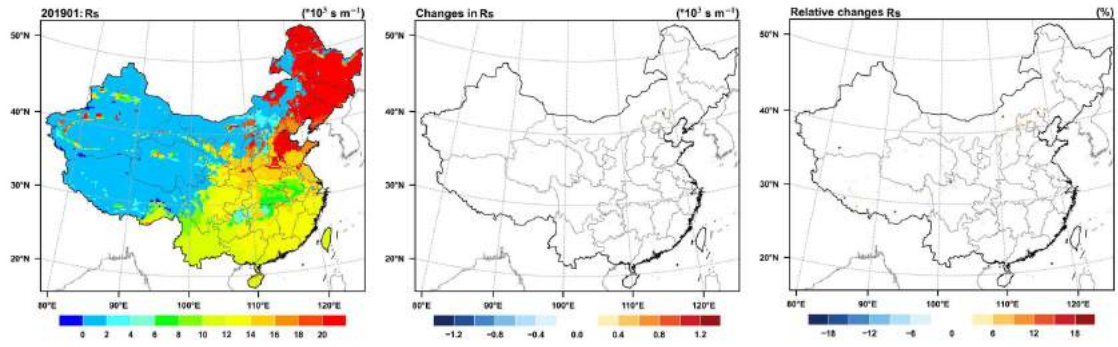 201901: Rs (*10³ s m⁻¹)
50°N
40°N
30°N
20°N
80°E 90°E 100°E 110°E 120°E
0 2 4 6 8 10 12 14 16 18 20
Changes in Rs (*10³ s m⁻¹)
50°N
40°N
30°N
20°N
80°E 90°E 100°E 110°E 120°E
−1.2 −0.8 −0.4 0.0 0.4 0.8 1.2
Relative changes Rs (%)
50°N
40°N
30°N
20°N
80°E 90°E 100°E 110°E 120°E
−18 −12 −6 0 6 12 18